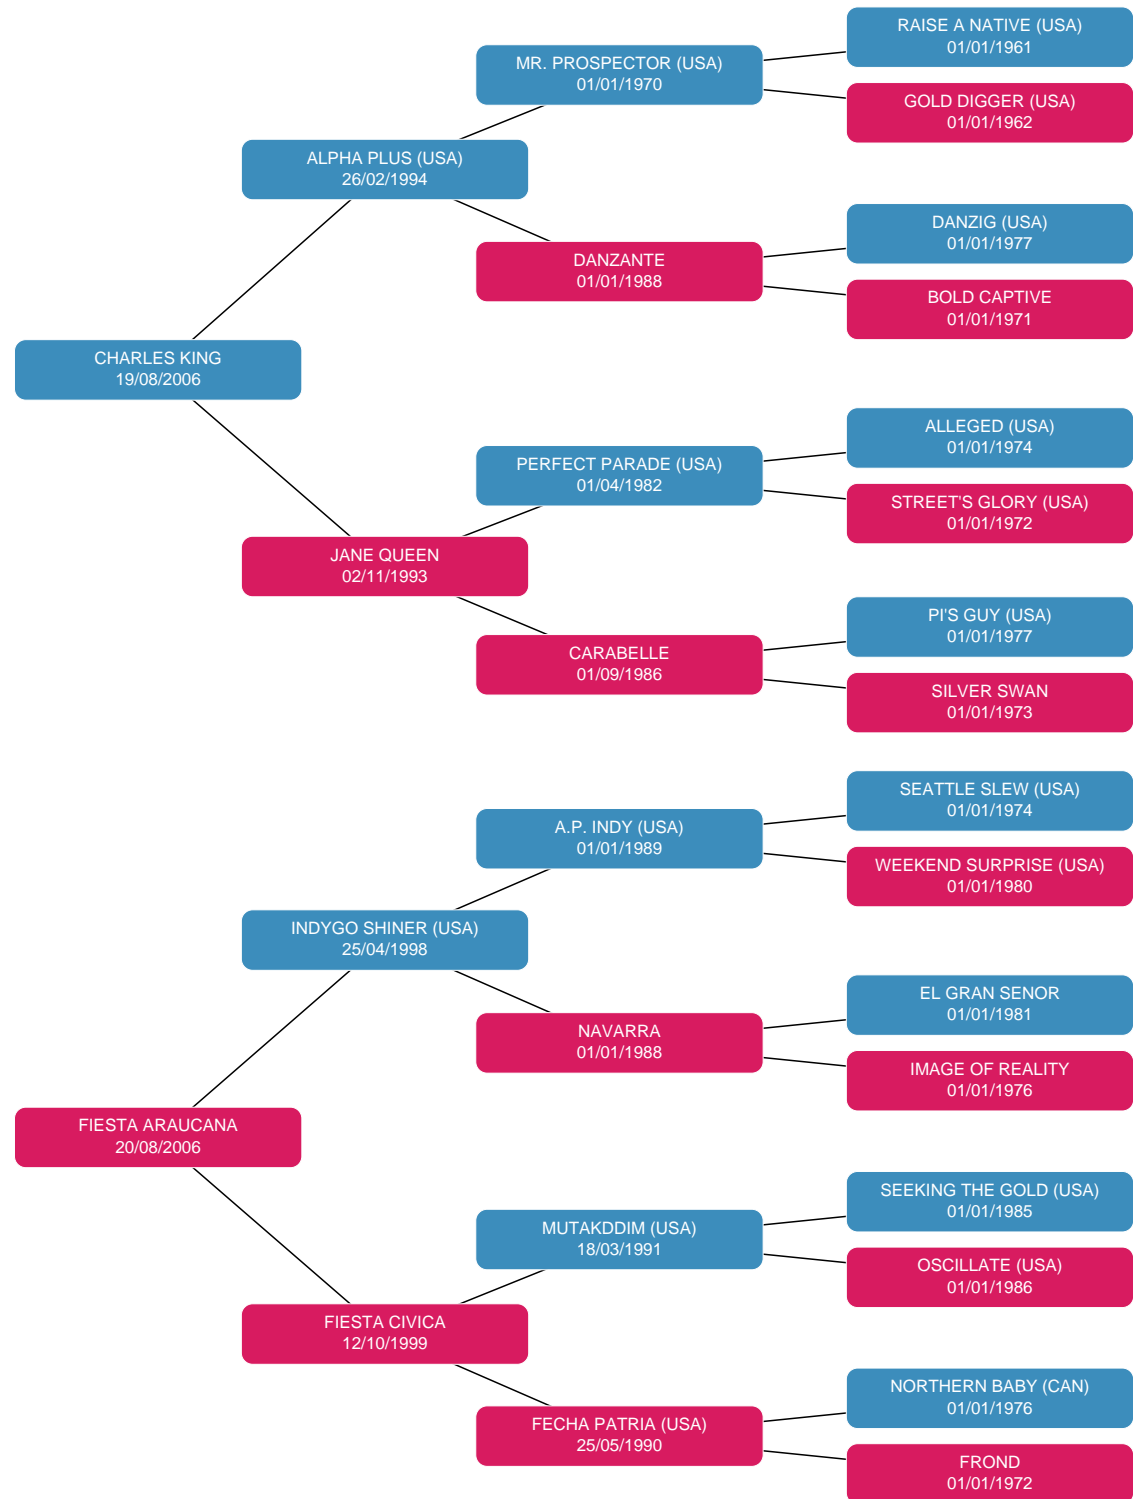 RAISE A NATIVE (USA)
01/01/1961
MR. PROSPECTOR (USA)
01/01/1970
GOLD DIGGER (USA)
01/01/1962
ALPHA PLUS (USA)
26/02/1994
DANZIG (USA)
01/01/1977
DANZANTE
01/01/1988
BOLD CAPTIVE
01/01/1971
CHARLES KING
19/08/2006
ALLEGED (USA)
01/01/1974
PERFECT PARADE (USA)
01/04/1982
STREET'S GLORY (USA)
01/01/1972
JANE QUEEN
02/11/1993
PI'S GUY (USA)
01/01/1977
CARABELLE
01/09/1986
SILVER SWAN
01/01/1973
SEATTLE SLEW (USA)
01/01/1974
A.P. INDY (USA)
01/01/1989
WEEKEND SURPRISE (USA)
01/01/1980
INDYGO SHINER (USA)
25/04/1998
EL GRAN SENOR
01/01/1981
NAVARRA
01/01/1988
IMAGE OF REALITY
01/01/1976
FIESTA ARAUCANA
20/08/2006
SEEKING THE GOLD (USA)
01/01/1985
MUTAKDDIM (USA)
18/03/1991
OSCILLATE (USA)
01/01/1986
FIESTA CIVICA
12/10/1999
NORTHERN BABY (CAN)
01/01/1976
FECHA PATRIA (USA)
25/05/1990
FROND
01/01/1972